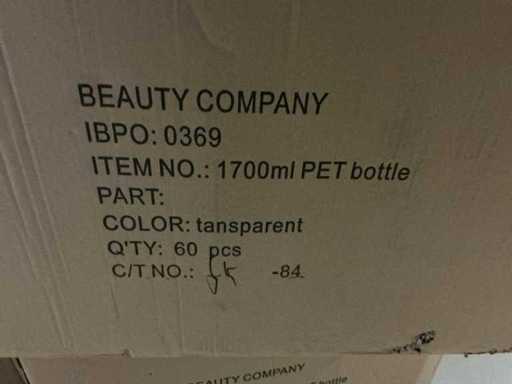 BEAUTY COMPANY
IBPO: 0369
ITEM NO.: 1700ml PET bottle
PART:
COLOR: tansparent
Q'TY: 60 pcs
C/T NO.: -84.
BEAUTY COMPANY
bottle